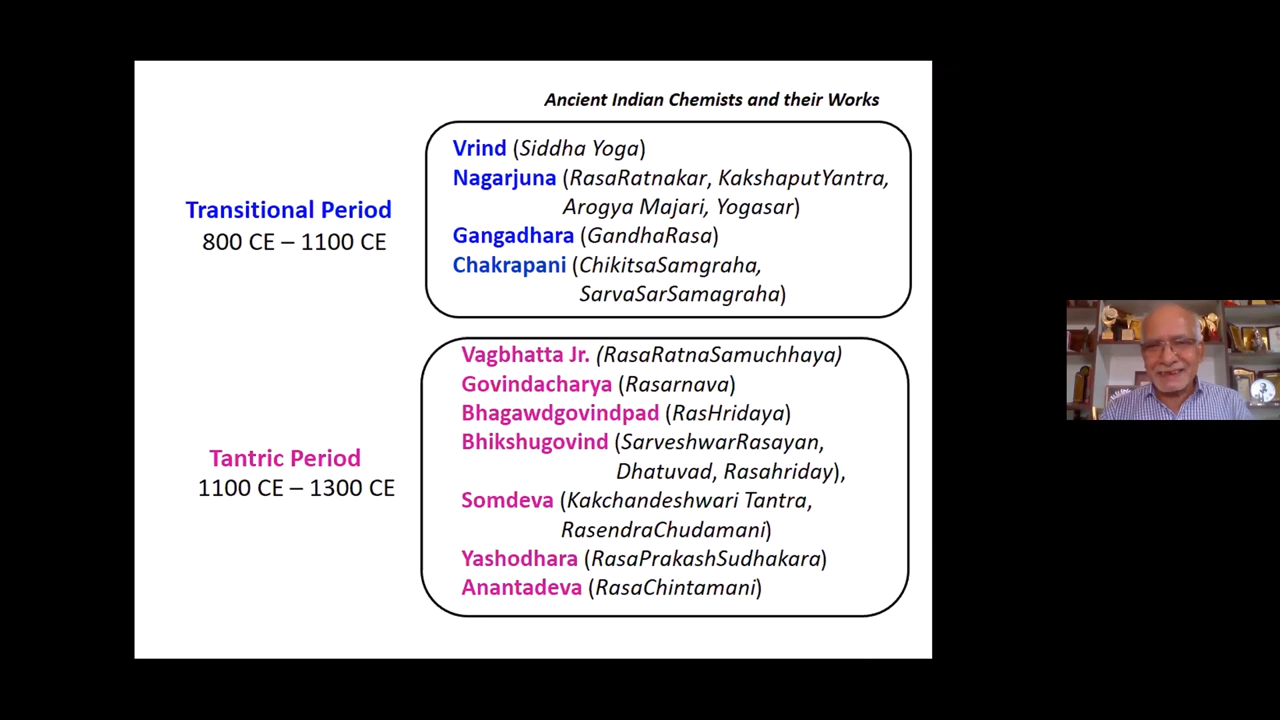 Ancient Indian Chemists and their Works
Transitional Period
800 CE – 1100 CE
Vrind (Siddha Yoga)
Nagarjuna (RasaRatnakar, KakshaputYantra,
Arogya Majari, Yogasar)
Gangadhara (GandhaRasa)
Chakrapani (ChikitsaSamgraha,
SarvaSarSamagraha)
Tantric Period
1100 CE – 1300 CE
Vagbhatta Jr. (RasaRatnaSamuchhaya)
Govindacharya (Rasarnava)
Bhagawdgovindpad (RasHridaya)
Bhikshugovind (SarveshwarRasayan,
Dhatuvad, Rasahriday),
Somdeva (Kakchandeshwari Tantra,
RasendraChudamani)
Yashodhara (RasaPrakashSudhakara)
Anantadeva (RasaChintamani)